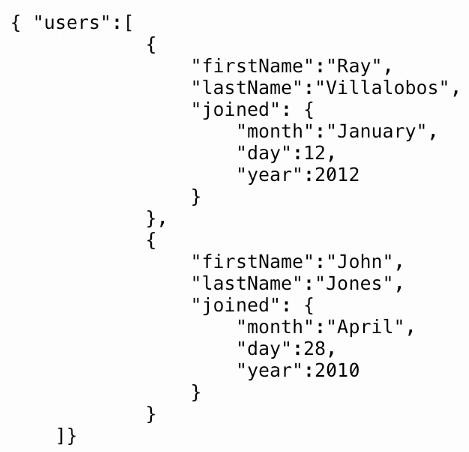 { "users":[
            {
                "firstName":"Ray",
                "lastName":"Villalobos",
                "joined": {
                    "month":"January",
                    "day":12,
                    "year":2012
                }
            },
            {
                "firstName":"John",
                "lastName":"Jones",
                "joined": {
                    "month":"April",
                    "day":28,
                    "year":2010
                }
            }
    ]}